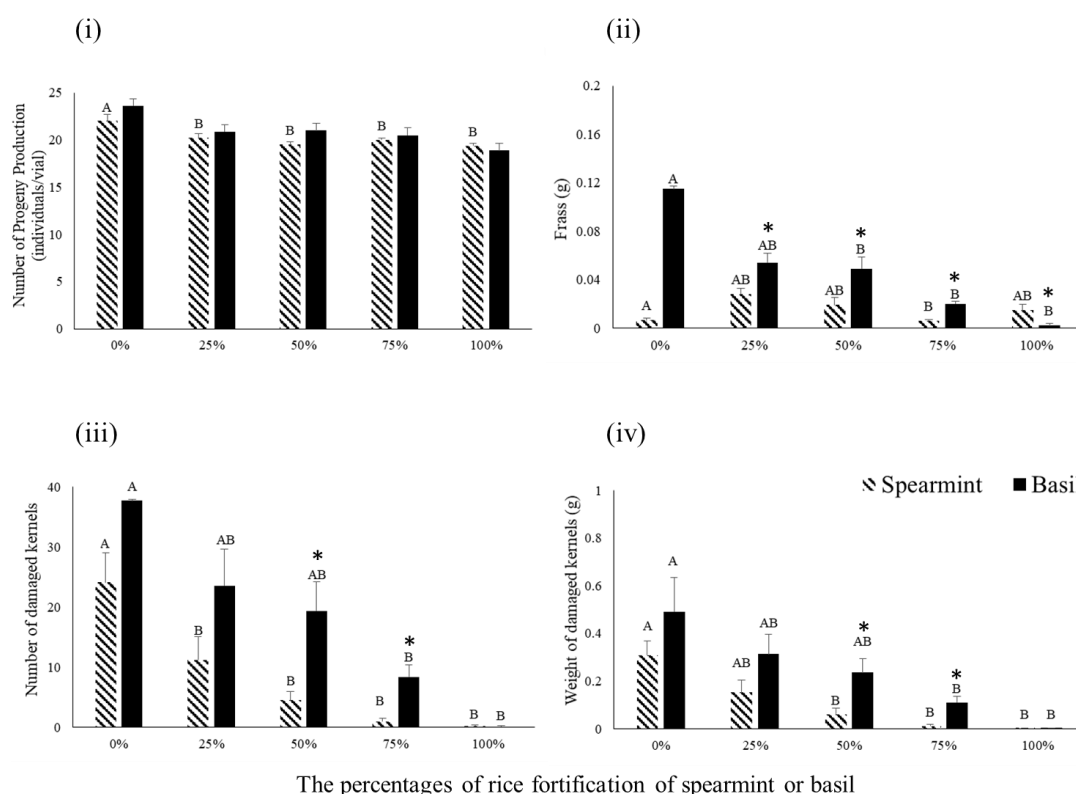 (i)
Number of Progeny Production
(individuals/vial)
25
20
15
10
5
0
A
B
B
B
B
0%
25%
50%
75%
100%
(ii)
Frass (g)
0.2
0.16
0.12
0.08
0.04
0
A
A
AB
*
AB
AB
*
B
B
*
B
AB
*
B
0%
25%
50%
75%
100%
(iii)
Number of damaged kernels
40
30
20
10
0
A
A
B
AB
B
*
AB
B
*
B
B
B
0%
25%
50%
75%
100%
(iv)
Spearmint
Basil
Weight of damaged kernels (g)
1
0.8
0.6
0.4
0.2
0
A
A
AB
AB
B
*
AB
B
*
B
B
B
0%
25%
50%
75%
100%
The percentages of rice fortification of spearmint or basil